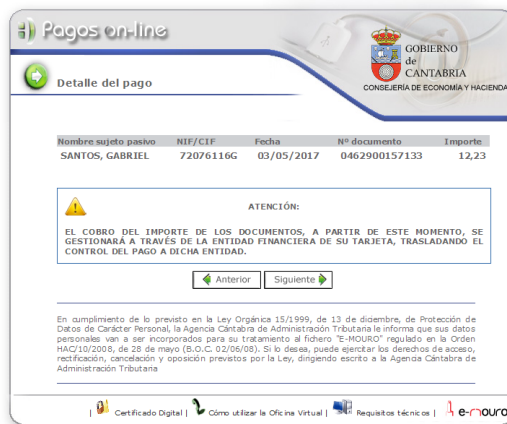 Pagos on-line
GOBIERNO
de
CANTABRIA
CONSEJERÍA DE ECONOMÍA Y HACIENDA
Detalle del pago
Nombre sujeto pasivo NIF/CIF Fecha Nº documento Importe
SANTOS, GABRIEL 72076116G 03/05/2017 0462900157133 12,23
ATENCIÓN:
EL COBRO DEL IMPORTE DE LOS DOCUMENTOS, A PARTIR DE ESTE MOMENTO, SE
GESTIONARÁ A TRAVÉS DE LA ENTIDAD FINANCIERA DE SU TARJETA, TRASLADANDO EL
CONTROL DEL PAGO A DICHA ENTIDAD.
Anterior Siguiente
En cumplimiento de lo previsto en la Ley Orgánica 15/1999, de 13 de diciembre, de Protección de
Datos de Carácter Personal, la Agencia Cántabra de Administración Tributaria le informa que sus datos
personales van a ser incorporados para su tratamiento al fichero "E-MOURO" regulado en la Orden
HAC/10/2008, de 28 de mayo (B.O.C. 02/06/08). Si lo desea, puede ejercitar los derechos de acceso,
rectificación, cancelación y oposición previstos por la Ley, dirigiendo escrito a la Agencia Cántabra de
Administración Tributaria
| Certificado Digital | Cómo utilizar la Oficina Virtual | Requisitos técnicos | e-mouro